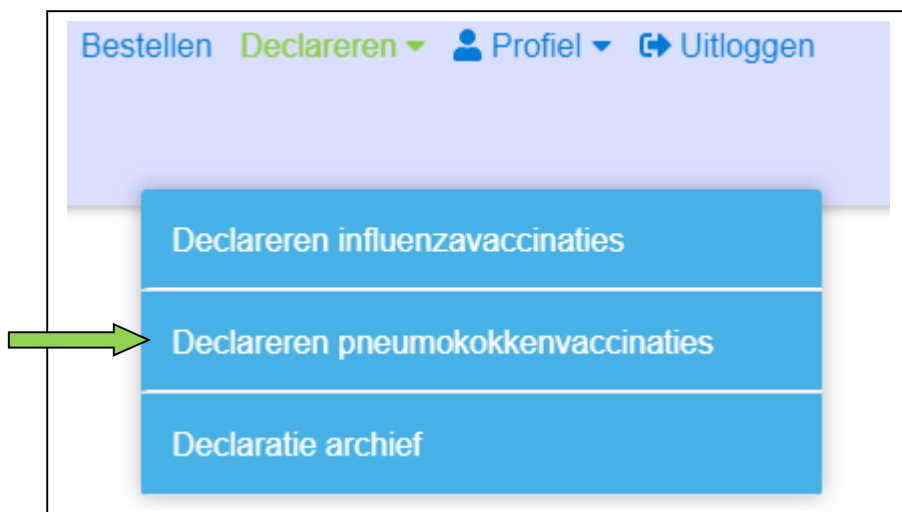 Bestellen Declareren Profiel Uitloggen
Declareren influenzavaccinaties
Declareren pneumokokkenvaccinaties
Declaratie archief